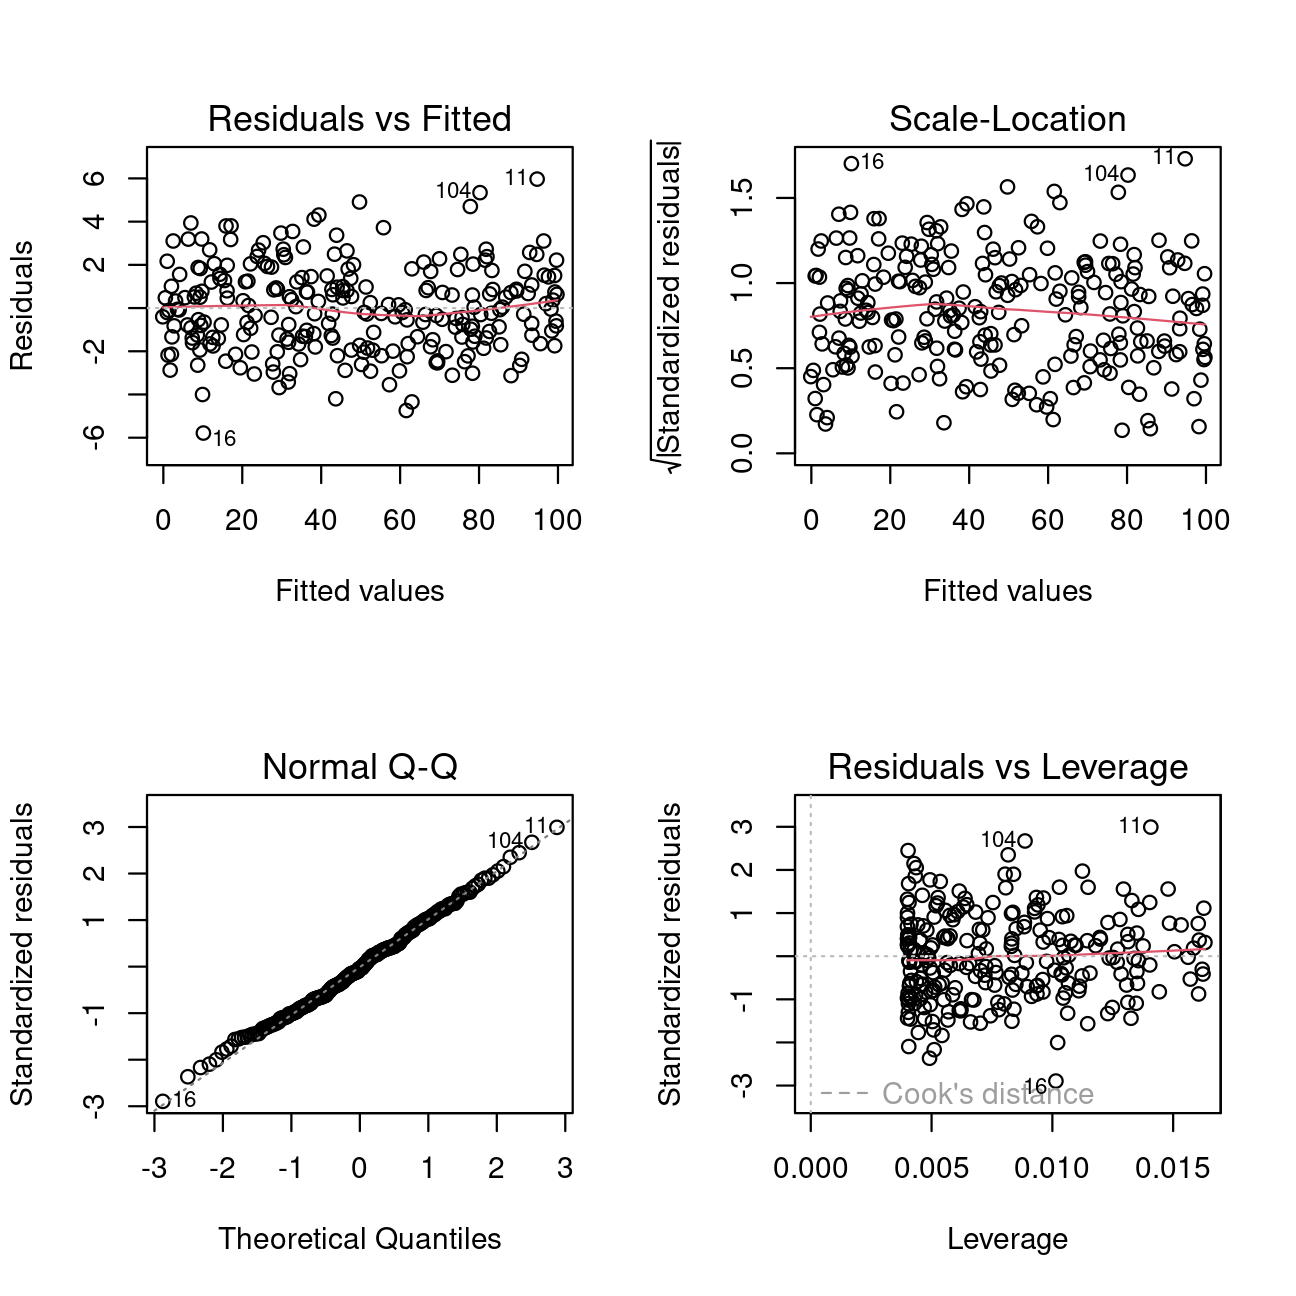 Residuals vs Fitted
Residuals
6
4
2
-2
-6
104
11
16
0 20 40 60 80 100
Fitted values
Scale-Location
√|Standardized residuals|
1.5
1.0
0.5
0.0
16
104
11
0 20 40 60 80 100
Fitted values
Normal Q-Q
Standardized residuals
3
2
1
-1
-3
104
11
16
-3 -2 -1 0 1 2 3
Theoretical Quantiles
Residuals vs Leverage
Standardized residuals
3
2
1
-1
-3
104
11
16
Cook's distance
0.000 0.005 0.010 0.015
Leverage